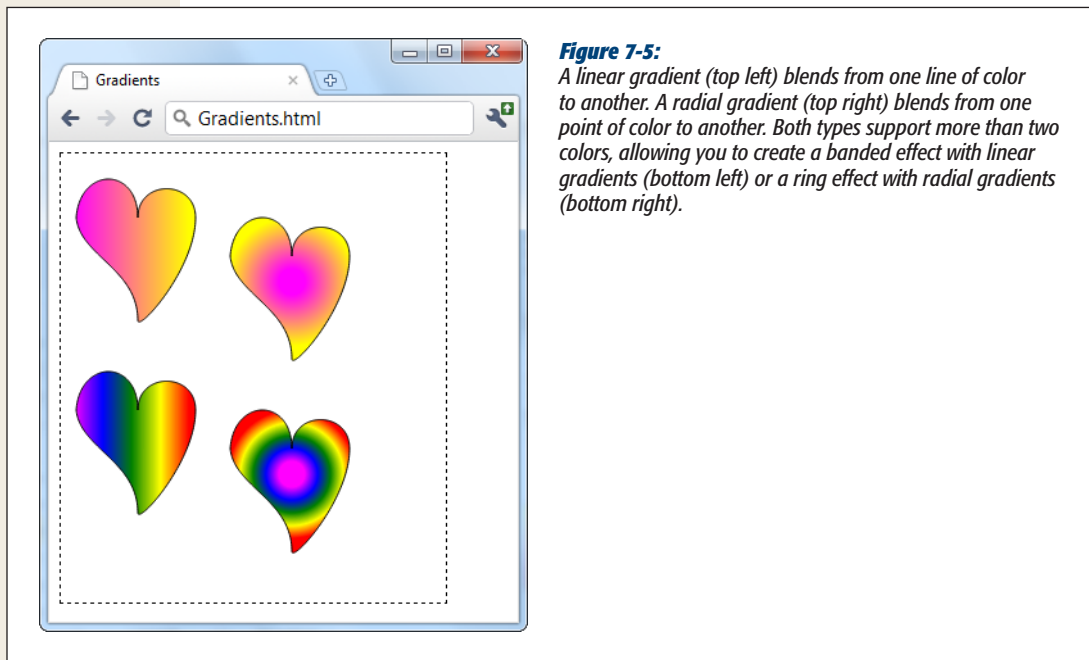 Gradients
Gradients.html
Figure 7-5:
A linear gradient (top left) blends from one line of color
to another. A radial gradient (top right) blends from one
point of color to another. Both types support more than two
colors, allowing you to create a banded effect with linear
gradients (bottom left) or a ring effect with radial gradients
(bottom right).